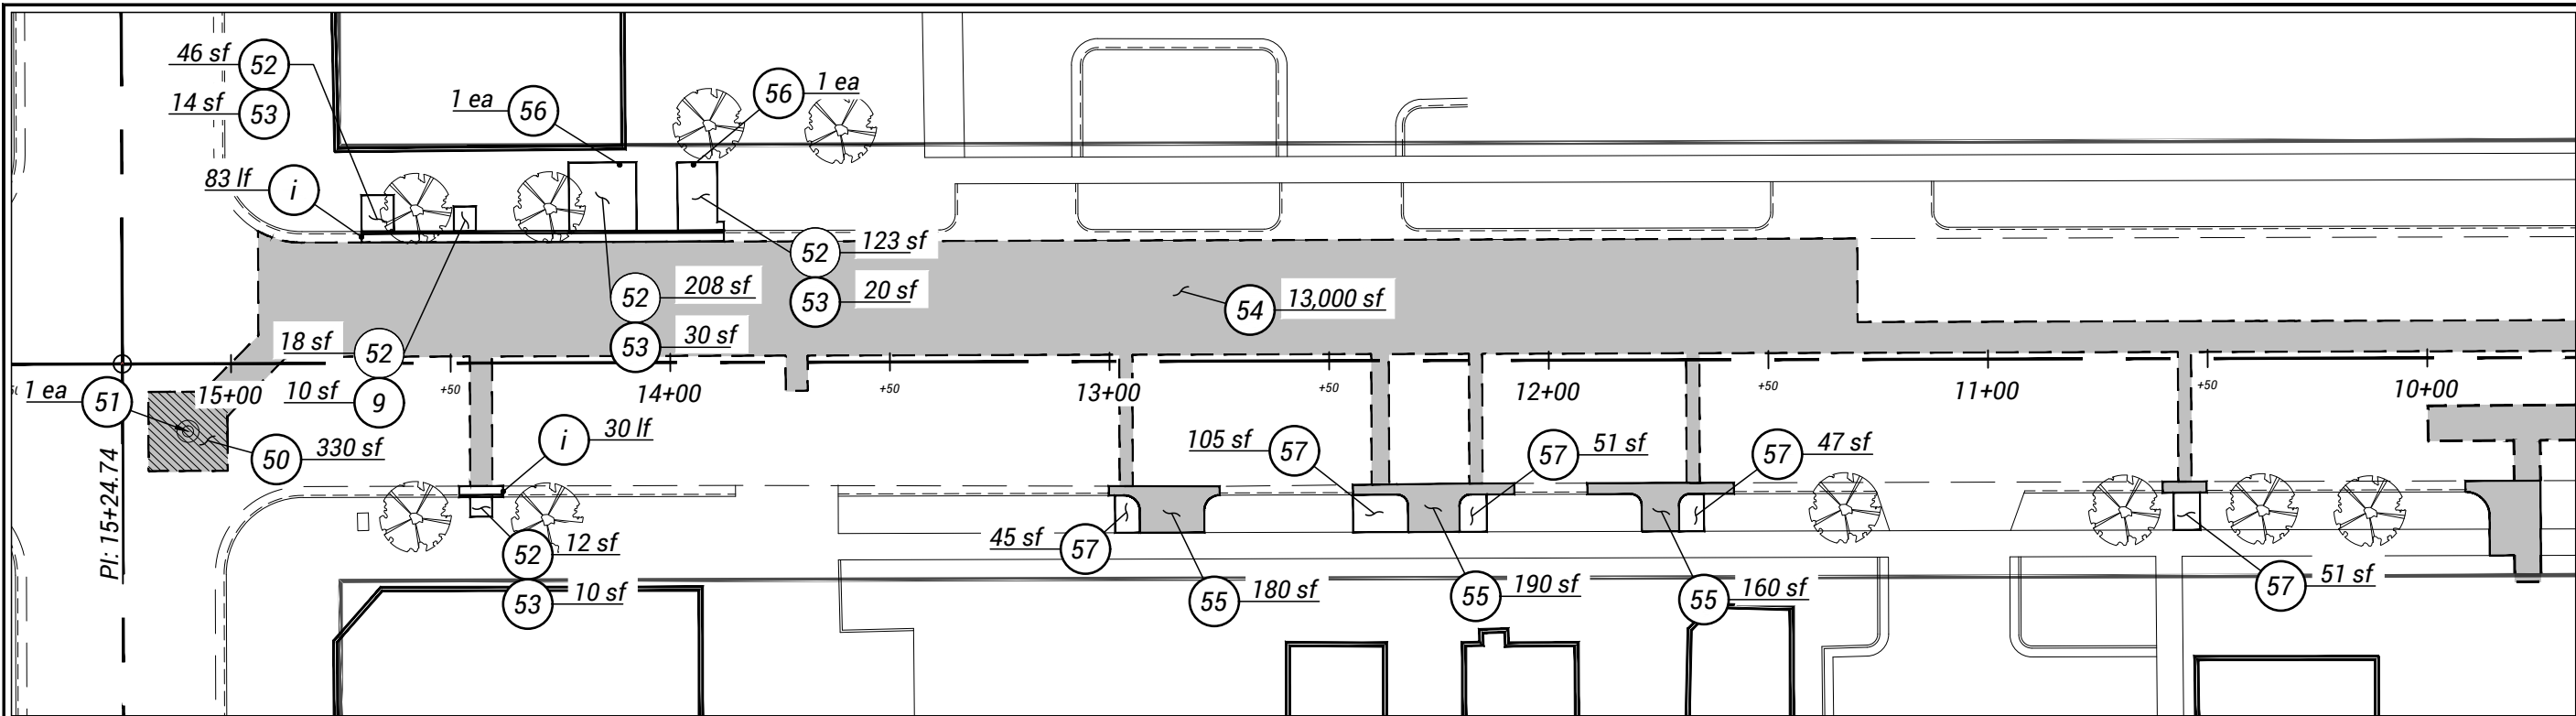 46 sf 52
14 sf 53
1 ea 56
56 1 ea
83 lf i
52 123 sf
53 20 sf
52 208 sf
53 30 sf
54 13,000 sf
18 sf 52
10 sf 9
1 ea 51
15+00
+50
14+00
+50
13+00
+50
12+00
+50
11+00
+50
10+00
50 330 sf
i 30 lf
PI: 15+24.74
105 sf 57
57 51 sf
57 47 sf
52 12 sf
53 10 sf
45 sf 57
55 180 sf
55 190 sf
55 160 sf
57 51 sf